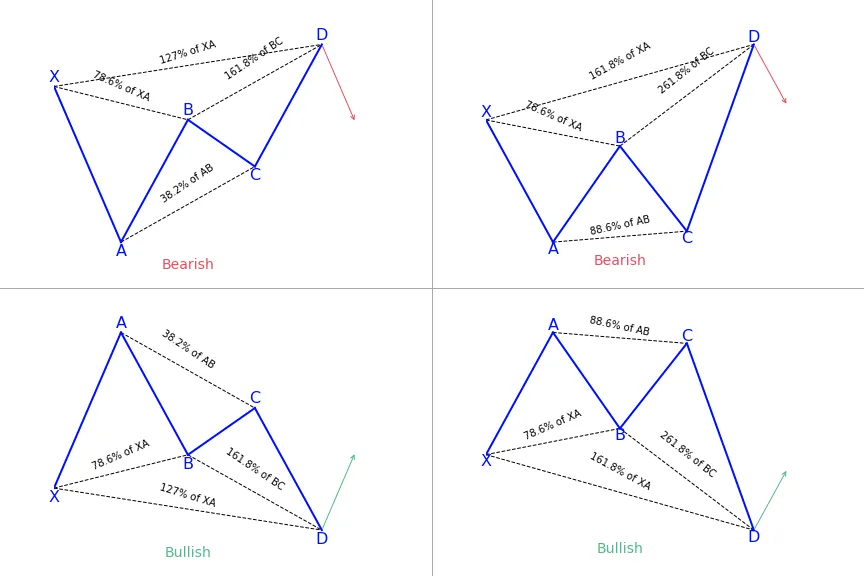 D
127% of XA
161.8% of BC
X
78.6% of XA
B
C
38.2% of AB
A
Bearish
D
161.8% of XA
261.8% of BC
X
78.6% of XA
B
88.6% of AB
C
A
Bearish
A
38.2% of AB
C
78.6% of XA
B
161.8% of BC
X
127% of XA
D
Bullish
A
88.6% of AB
C
78.6% of XA
B
261.8% of BC
X
161.8% of XA
D
Bullish